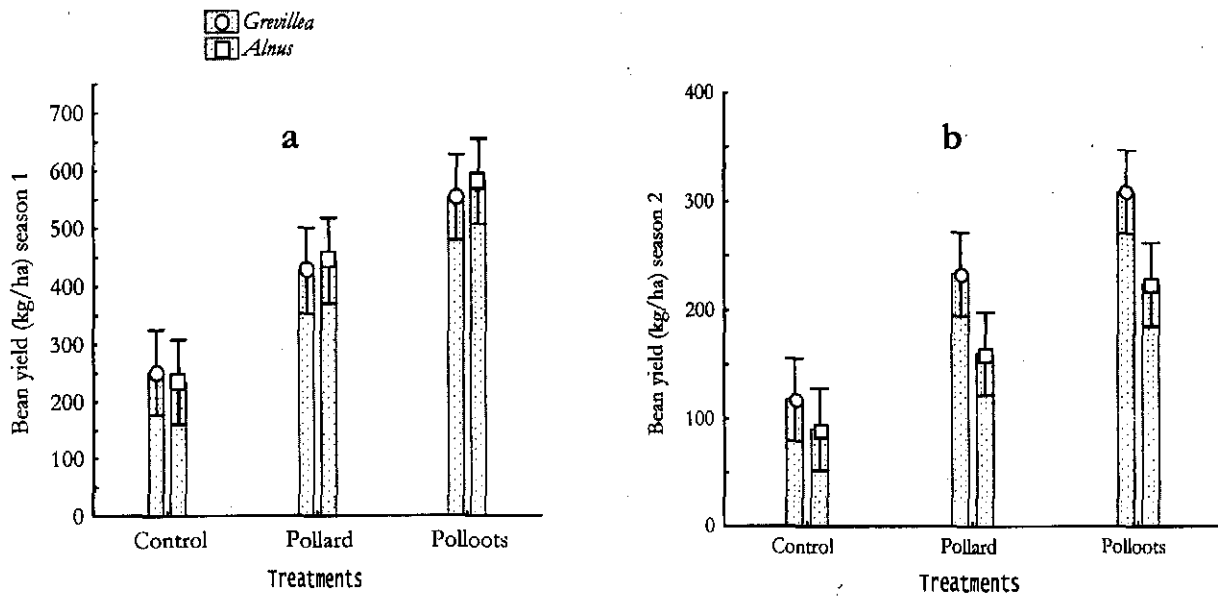 Grevillea
Alnus
a
Bean yield (kg/ha) season 1
700
600
500
400
300
200
100
0
Control
Pollard
Polloots
Treatments
b
Bean yield (kg/ha) season 2
400
300
200
100
0
Control
Pollard
Polloots
Treatments